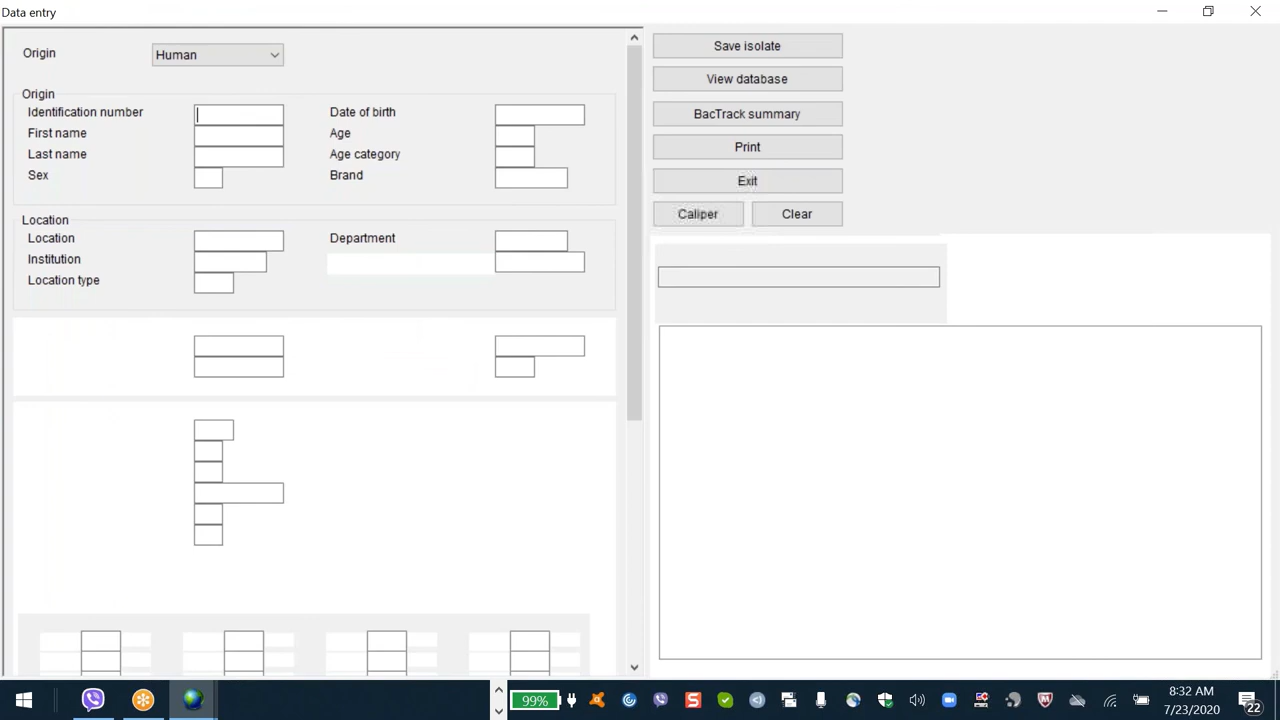 Data entry
Origin
Human
Origin
Identification number
Date of birth
First name
Age
Last name
Age category
Sex
Brand
Location
Location
Department
Institution
Location type
Save isolate
View database
BacTrack summary
Print
Exit
Caliper
Clear
99%
8:32 AM
7/23/2020
22